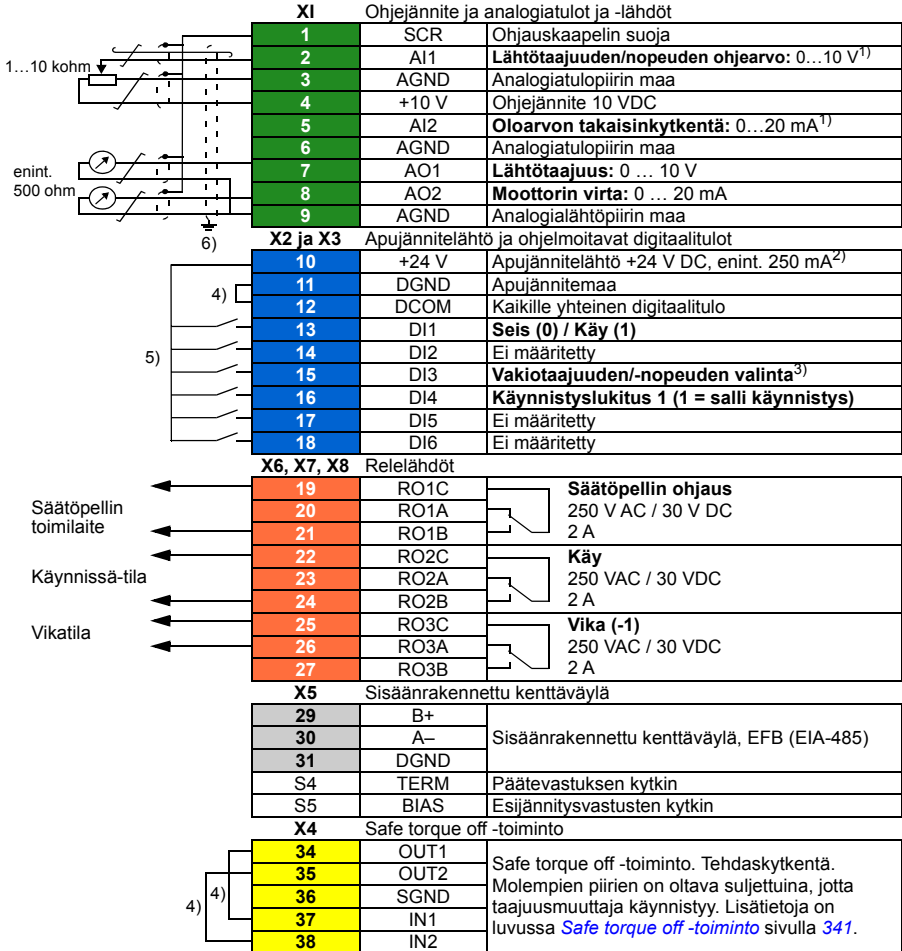 XI Ohjejännite ja analogiatulot ja -lähdöt
1 SCR Ohjauskaapelin suoja
2 AI1 Lähtötaajuuden/nopeuden ohjearvo: 0…10 V1)
1…10 kohm
3 AGND Analogiatulopiirin maa
4 +10 V Ohjejännite 10 VDC
5 AI2 Oloarvon takaisinkytkentä: 0…20 mA1)
6 AGND Analogiatulopiirin maa
enint.
500 ohm
7 AO1 Lähtötaajuus: 0 … 10 V
8 AO2 Moottorin virta: 0 … 20 mA
9 AGND Analogialähtöpiirin maa
6)
X2 ja X3 Apujännitelähtö ja ohjelmoitavat digitaalitulot
10 +24 V Apujännitelähtö +24 V DC, enint. 250 mA2)
4)
11 DGND Apujännitemaa
12 DCOM Kaikille yhteinen digitaalitulo
13 DI1 Seis (0) / Käy (1)
5)
14 DI2 Ei määritetty
15 DI3 Vakiotaajuuden/-nopeuden valinta3)
16 DI4 Käynnistyslukitus 1 (1 = salli käynnistys)
17 DI5 Ei määritetty
18 DI6 Ei määritetty
X6, X7, X8 Relelähdöt
Säätöpellin
toimilaite
19 RO1C Säätöpellin ohjaus
20 RO1A 250 V AC / 30 V DC
21 RO1B 2 A
Käynnissä-tila
22 RO2C Käy
23 RO2A 250 VAC / 30 VDC
24 RO2B 2 A
Vikatila
25 RO3C Vika (-1)
26 RO3A 250 VAC / 30 VDC
27 RO3B 2 A
X5 Sisäänrakennettu kenttäväylä
29 B+
30 A– Sisäänrakennettu kenttäväylä, EFB (EIA-485)
31 DGND
S4 TERM Päätevastuksen kytkin
S5 BIAS Esijännitysvastusten kytkin
X4 Safe torque off -toiminto
34 OUT1
35 OUT2
36 SGND
37 IN1
38 IN2
4) 4)
Safe torque off -toiminto. Tehdaskytkentä.
Molempien piirien on oltava suljettuina, jotta
taajuusmuuttaja käynnistyy. Lisätietoja on
luvussa Safe torque off -toiminto sivulla 341.